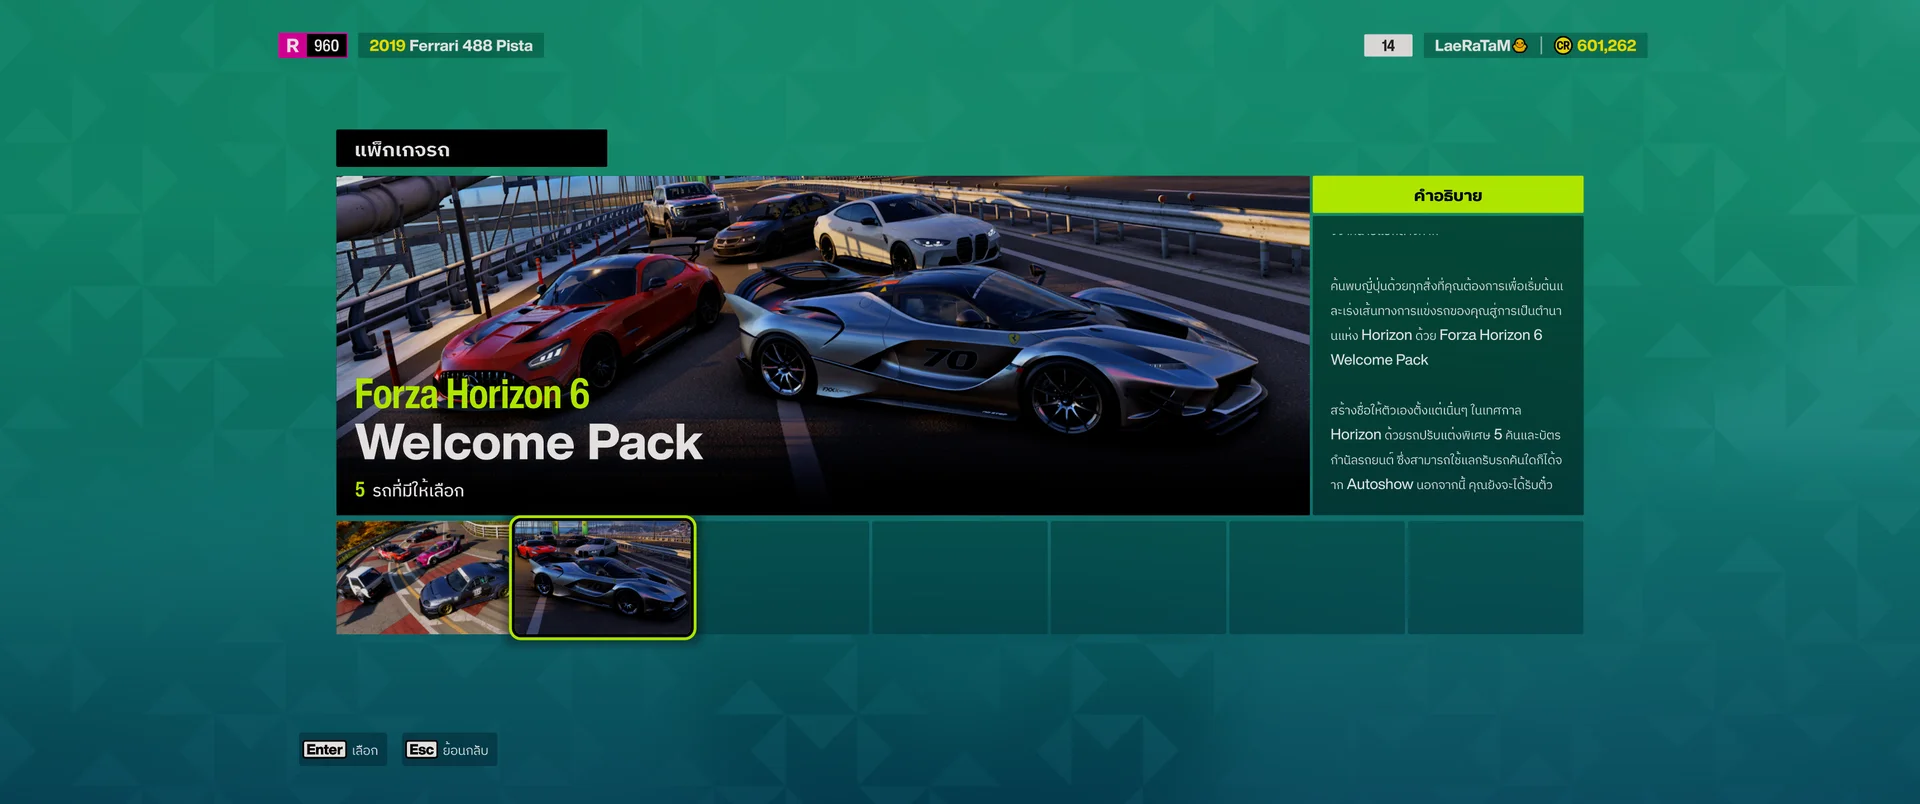 R 960 2019 Ferrari 488 Pista
14 LaeRaTaM CR 601,262
แพ็กเกจรถ
คำอธิบาย
ค้นพบญี่ปุ่นด้วยทุกสิ่งที่คุณต้องการเพื่อเริ่มต้นแ
ละเร่งเส้นทางการแข่งรถของคุณสู่การเป็นตำนา
นแห่ง Horizon ด้วย Forza Horizon 6
Welcome Pack
สร้างชื่อให้ตัวเองตั้งแต่เนิ่นๆ ในเทศกาล
Horizon ด้วยรถปรับแต่งพิเศษ 5 คันและบัตร
กำนัลรถยนต์ ซึ่งสามารถใช้แลกรับรถคันใดก็ได้จ
าก Autoshow นอกจากนี้ คุณยังจะได้รับตั๋ว
70
Forza Horizon 6
Welcome Pack
5 รถที่มีให้เลือก
Enter เลือก Esc ย้อนกลับ